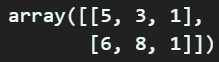 array([[5, 3, 1],
       [6, 8, 1]])